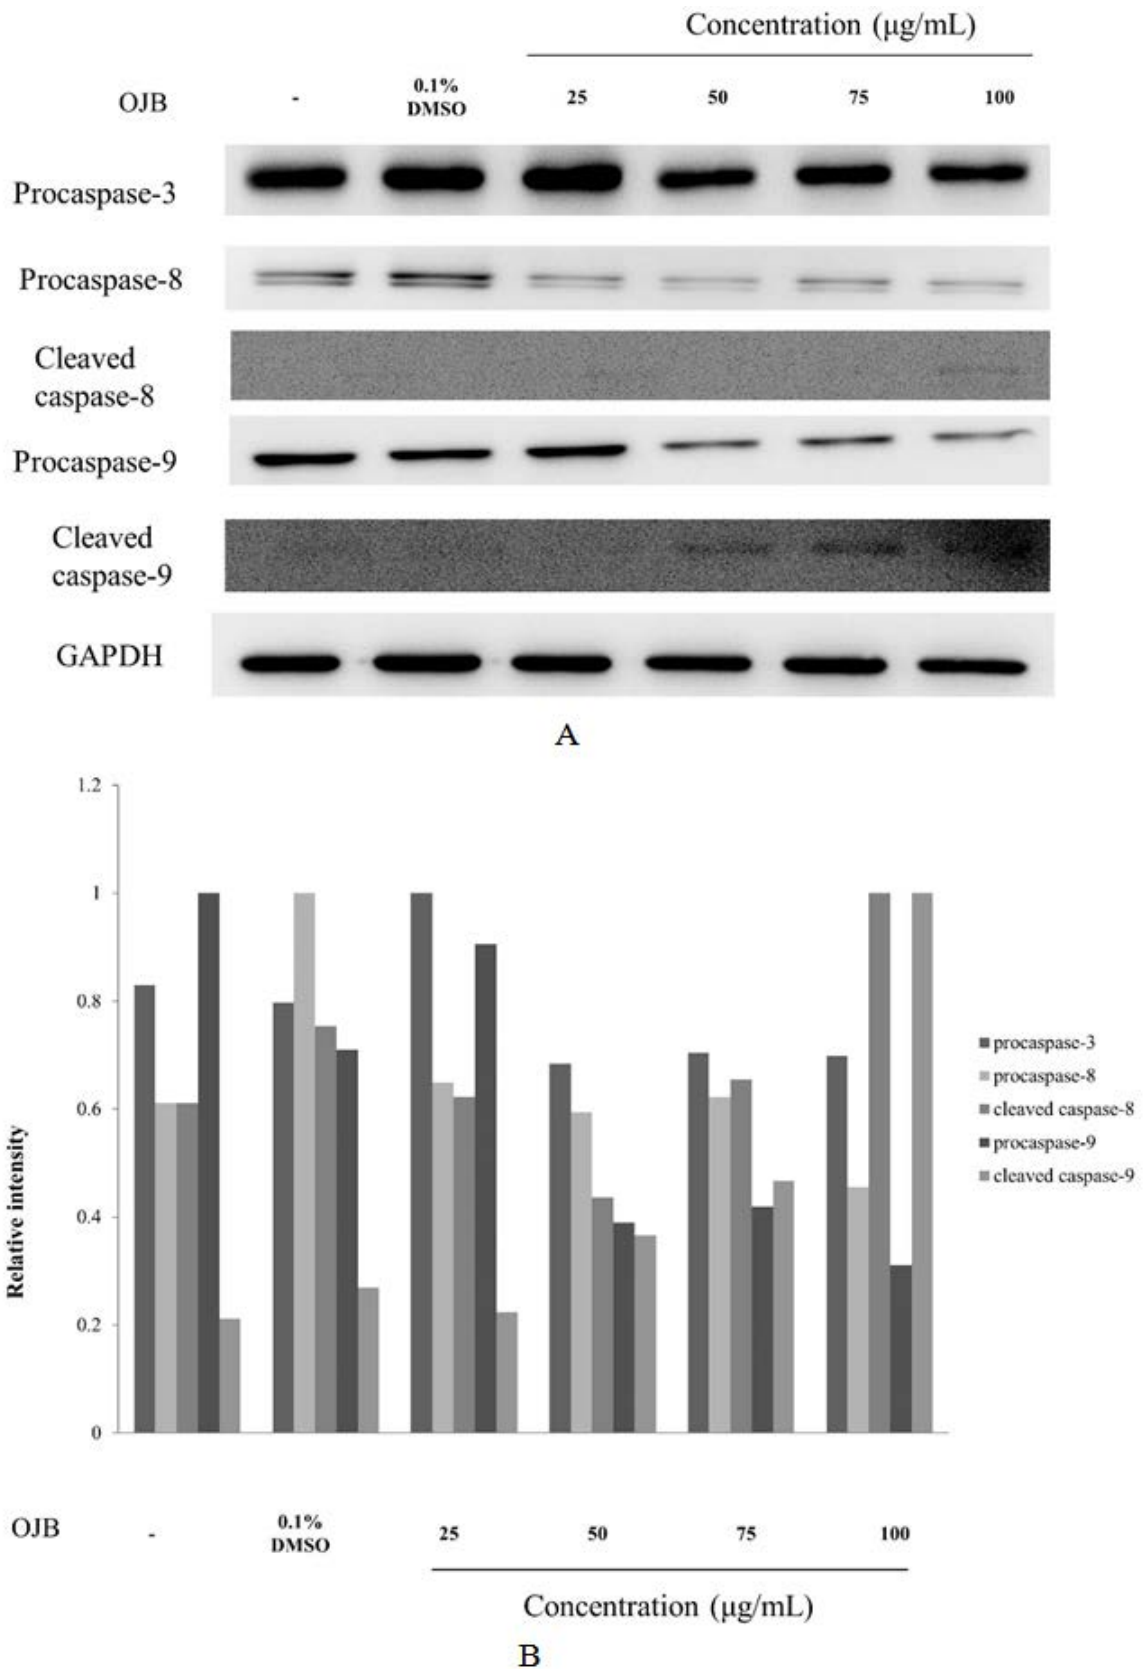 Concentration (μg/mL)
OJB - 0.1% DMSO 25 50 75 100
Procaspase-3
Procaspase-8
Cleaved
caspase-8
Procaspase-9
Cleaved
caspase-9
GAPDH
A
1.2
1
0.8
0.6
0.4
0.2
0
Relative intensity
procaspase-3
procaspase-8
cleaved caspase-8
procaspase-9
cleaved caspase-9
OJB - 0.1% DMSO 25 50 75 100
Concentration (μg/mL)
B